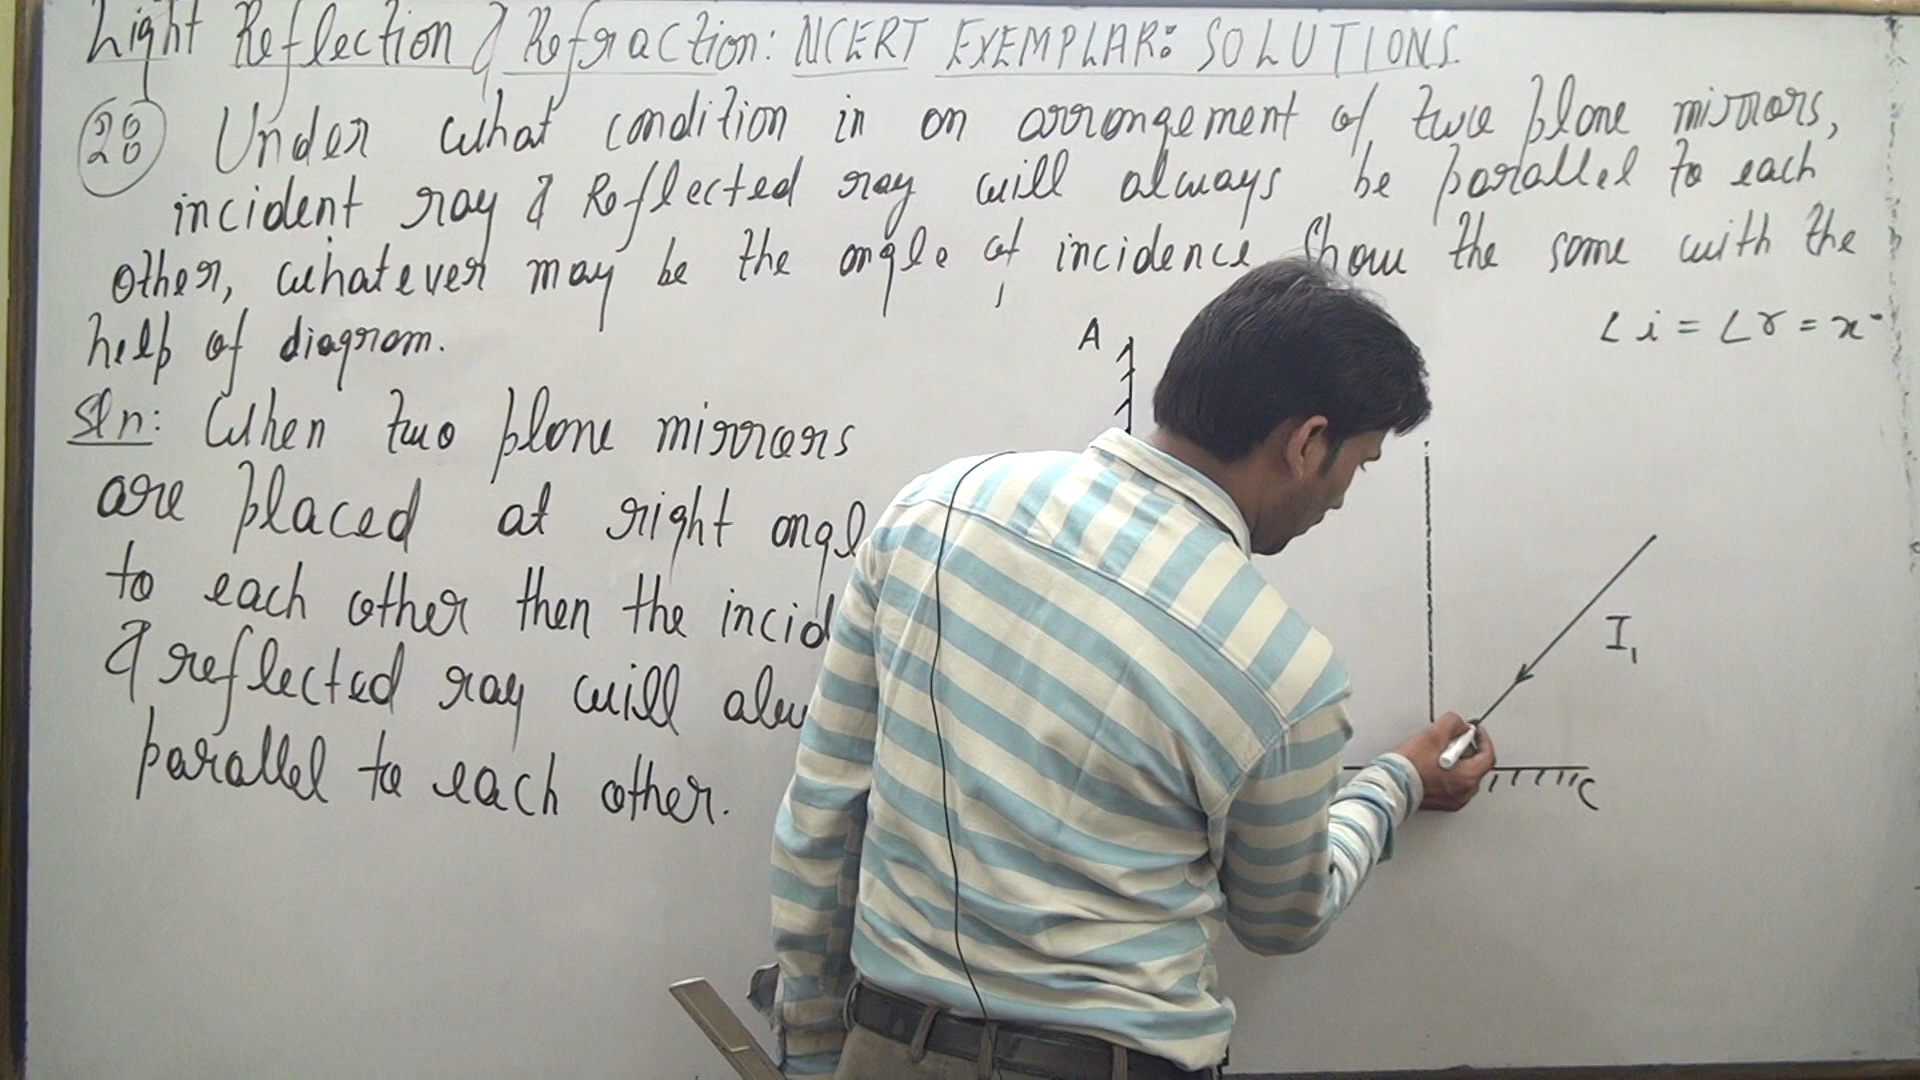 Light Reflection & Refraction: NCERT EXEMPLAR: SOLUTIONS
28 Under what condition in an arrangement of two plane mirrors,
incident ray & Reflected ray will always be parallel to each
other, whatever may be the angle of incidence. Show the same with the
help of diagram.
Sln: When two plane mirrors
are placed at right angl
to each other then the incid
& reflected ray will alw
parallel to each other.
∠i = ∠r = x°
A
I₁
C